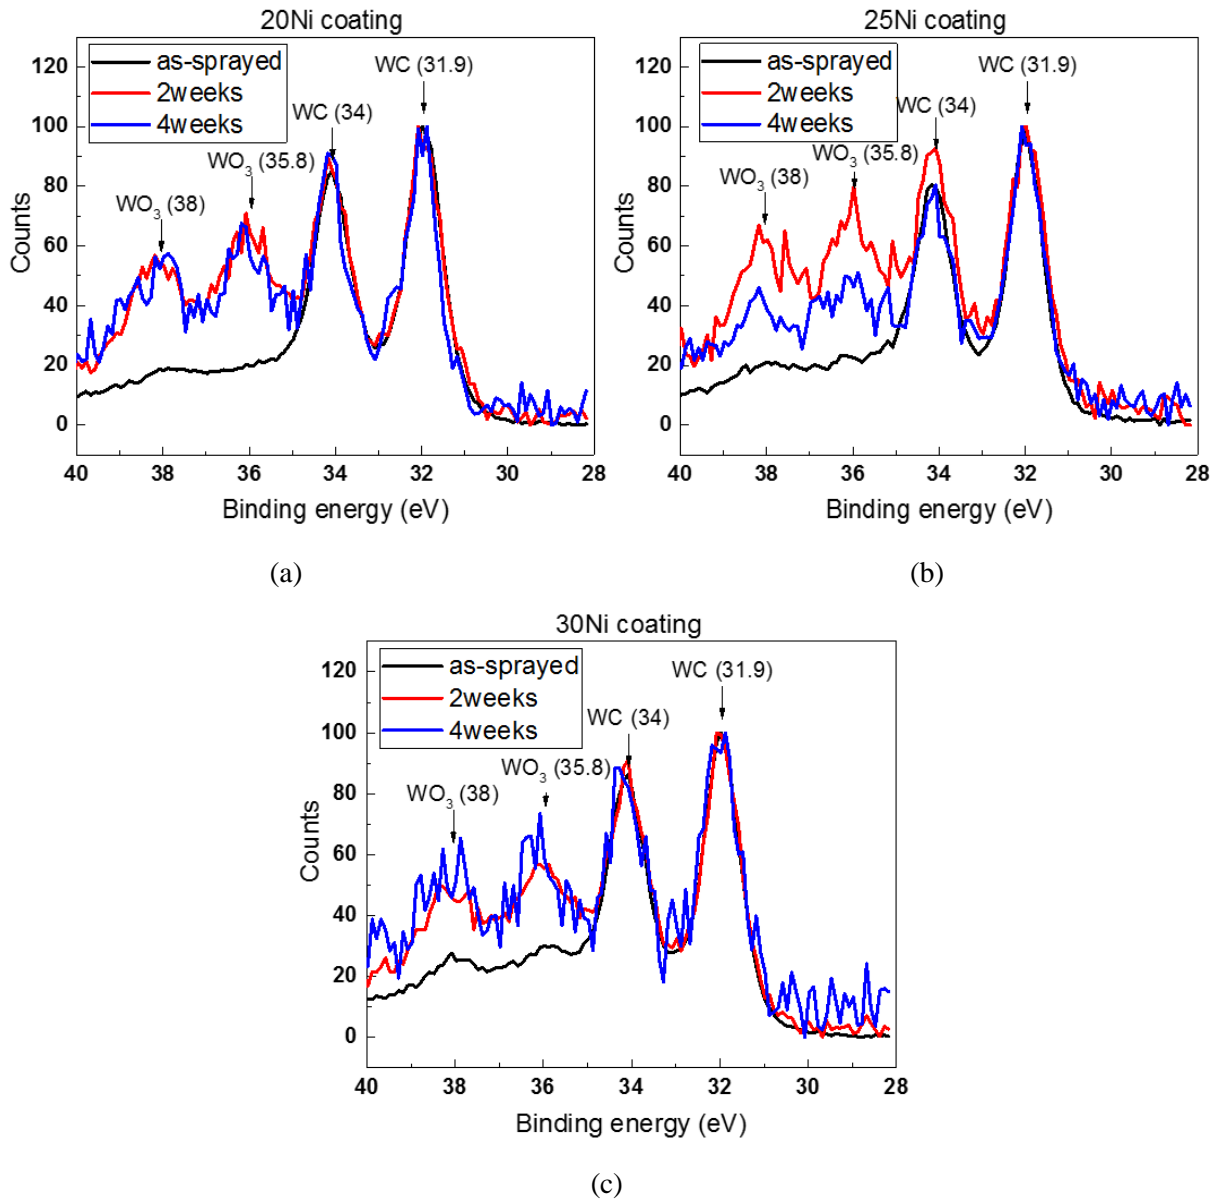 20Ni coating
as-sprayed
2weeks
4weeks
WC (31.9)
WC (34)
WO3 (35.8)
WO3 (38)
Counts
120
100
80
60
40
20
0
40 38 36 34 32 30 28
Binding energy (eV)
(a)
25Ni coating
as-sprayed
2weeks
4weeks
WC (31.9)
WC (34)
WO3 (35.8)
WO3 (38)
Counts
120
100
80
60
40
20
0
40 38 36 34 32 30 28
Binding energy (eV)
(b)
30Ni coating
as-sprayed
2weeks
4weeks
WC (31.9)
WC (34)
WO3 (35.8)
WO3 (38)
Counts
120
100
80
60
40
20
0
40 38 36 34 32 30 28
Binding energy (eV)
(c)